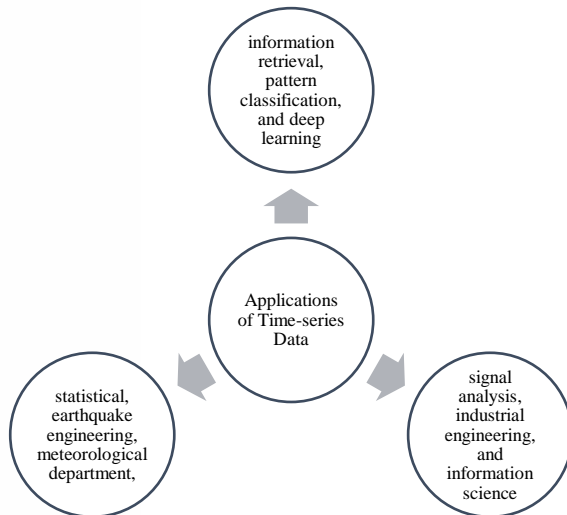 information
retrieval,
pattern
classification,
and deep
learning
Applications
of Time-series
Data
statistical,
earthquake
engineering,
meteorological
department,
signal
analysis,
industrial
engineering,
and
information
science